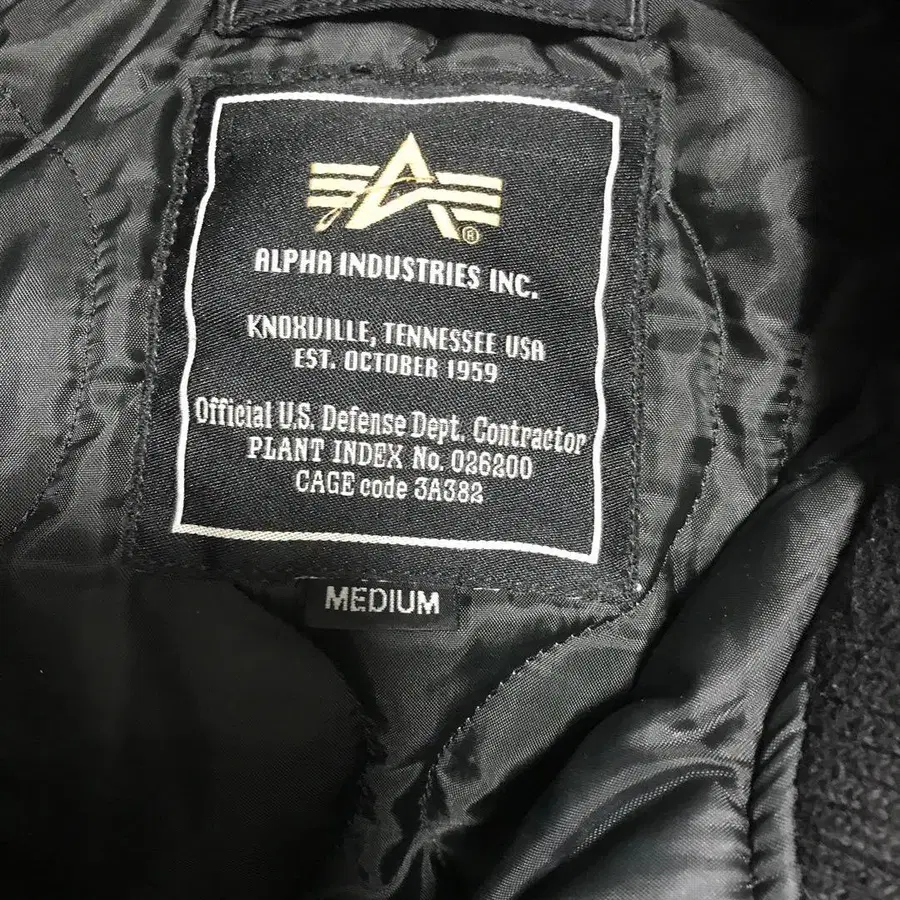 ®
ALPHA INDUSTRIES INC.
KNOXVILLE, TENNESSEE USA
EST. OCTOBER 1959
Official U.S. Defense Dept. Contractor
PLANT INDEX No. 026200
CAGE code 3A382
MEDIUM